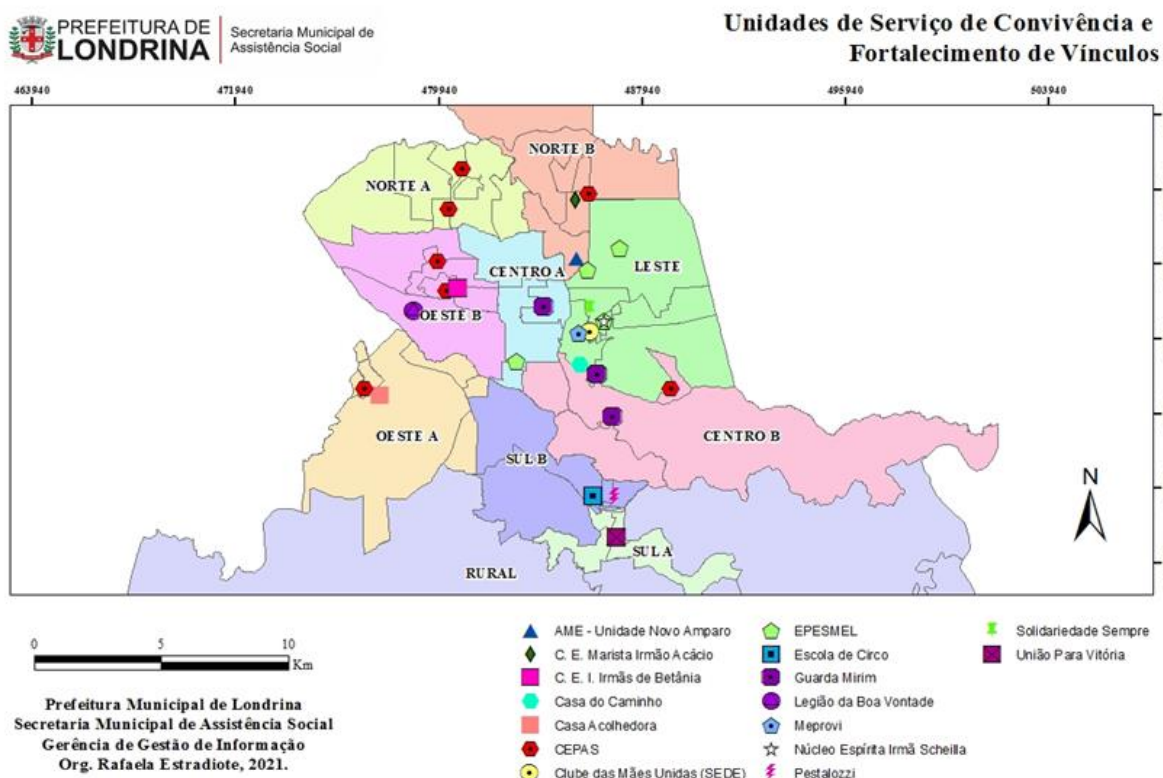 PREFEITURA DE
LONDRINA
Secretaria Municipal de
Assistência Social
Unidades de Serviço de Convivência e
Fortalecimento de Vínculos
463940 471940 479940 437940 495940 503940
NORTE B
NORTE A
LESTE
CENTRO A
OESTE B
OESTE A
CENTRO B
SUL B
SUL A
RURAL
N
0 5 10
Km
Prefeitura Municipal de Londrina
Secretaria Municipal de Assistência Social
Gerência de Gestão de Informação
Org. Rafaela Estradiote, 2021.
AME - Unidade Novo Amparo
C. E. Marista Irmão Acácio
C. E. I. Irmãs de Betânia
Casa do Caminho
Casa Acolhedora
CEPAS
Clube das Mães Unidas (SEDE)
EPESMEL
Escola de Circo
Guarda Mirim
Legião da Boa Vontade
Meprovi
Núcleo Espírita Irmã Scheilla
Pestalozzi
Solidariedade Sempre
União Para Vitória